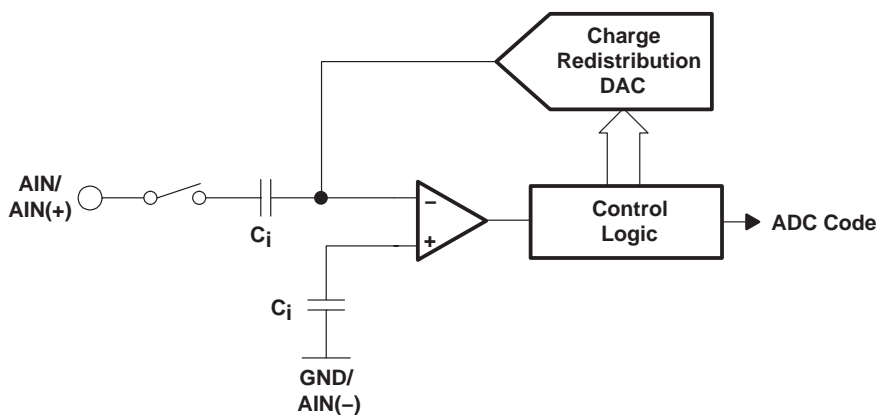 Charge
Redistribution
DAC
AIN/
AIN(+)
Ci
−
+
Control
Logic
ADC Code
Ci
GND/
AIN(−)